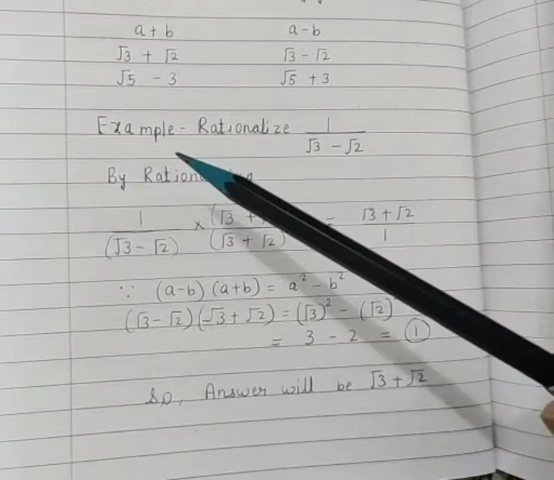 a + b a - b
√3 + √2 √3 - √2
√5 - 3 √5 + 3
Example - Rationalize 1/(√3 - √2)
By
1/(√3 - √2) × (√3 + /(√3 + √2) = (√3 + √2)/1
∵ (a-b) (a+b) = a² - b²
(√3 - √2)(√3 + √2) = (√3)² - (√2)
= 3 - 2 = 1
So, Answer will be √3 + √2